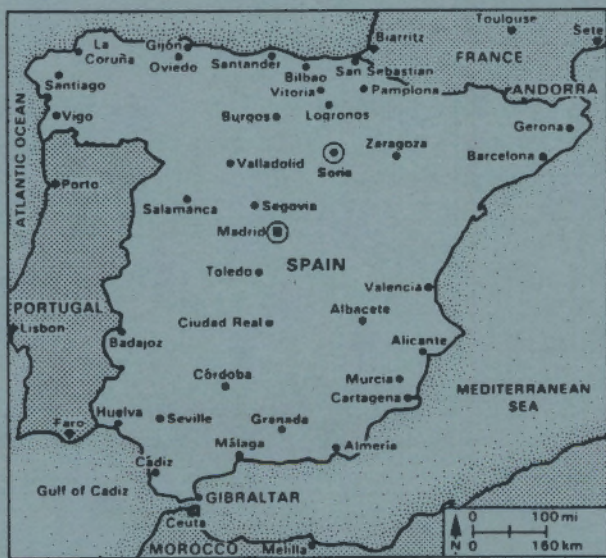 Toulouse
Sete
La Coruña
Gijón
Biarritz
FRANCE
Oviedo
Santander
Bilbao
San Sebastian
Santiago
Vitoria
Pamplona
ANDORRA
Vigo
Burgos
Logronos
Gerona
ATLANTIC OCEAN
Valladolid
Soria
Zaragoza
Barcelona
Porto
Salamanca
Segovia
Madrid
Toledo
SPAIN
Valencia
PORTUGAL
Lisbon
Ciudad Real
Albacete
Badajoz
Alicante
Córdoba
Murcia
MEDITERRANEAN
SEA
Cartagena
Huelva
Seville
Granada
Faro
Málaga
Almería
Cádiz
Gulf of Cadiz
GIBRALTAR
Ceuta
MOROCCO
Melilla
N
0 100 mi
0 160 km